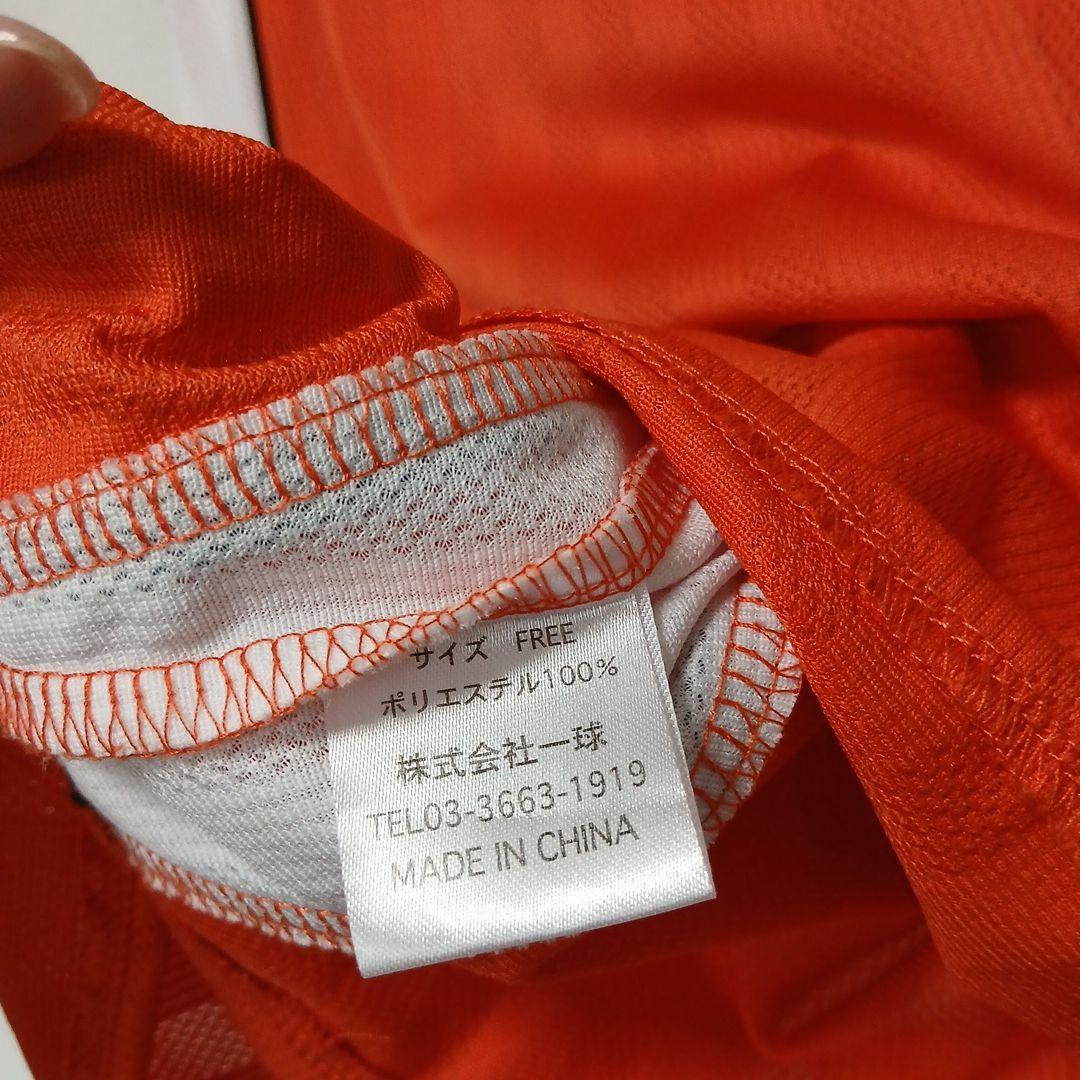 サイズ FREE
ポリエステル100%
株式会社一球
TEL03-3663-1919
MADE IN CHINA